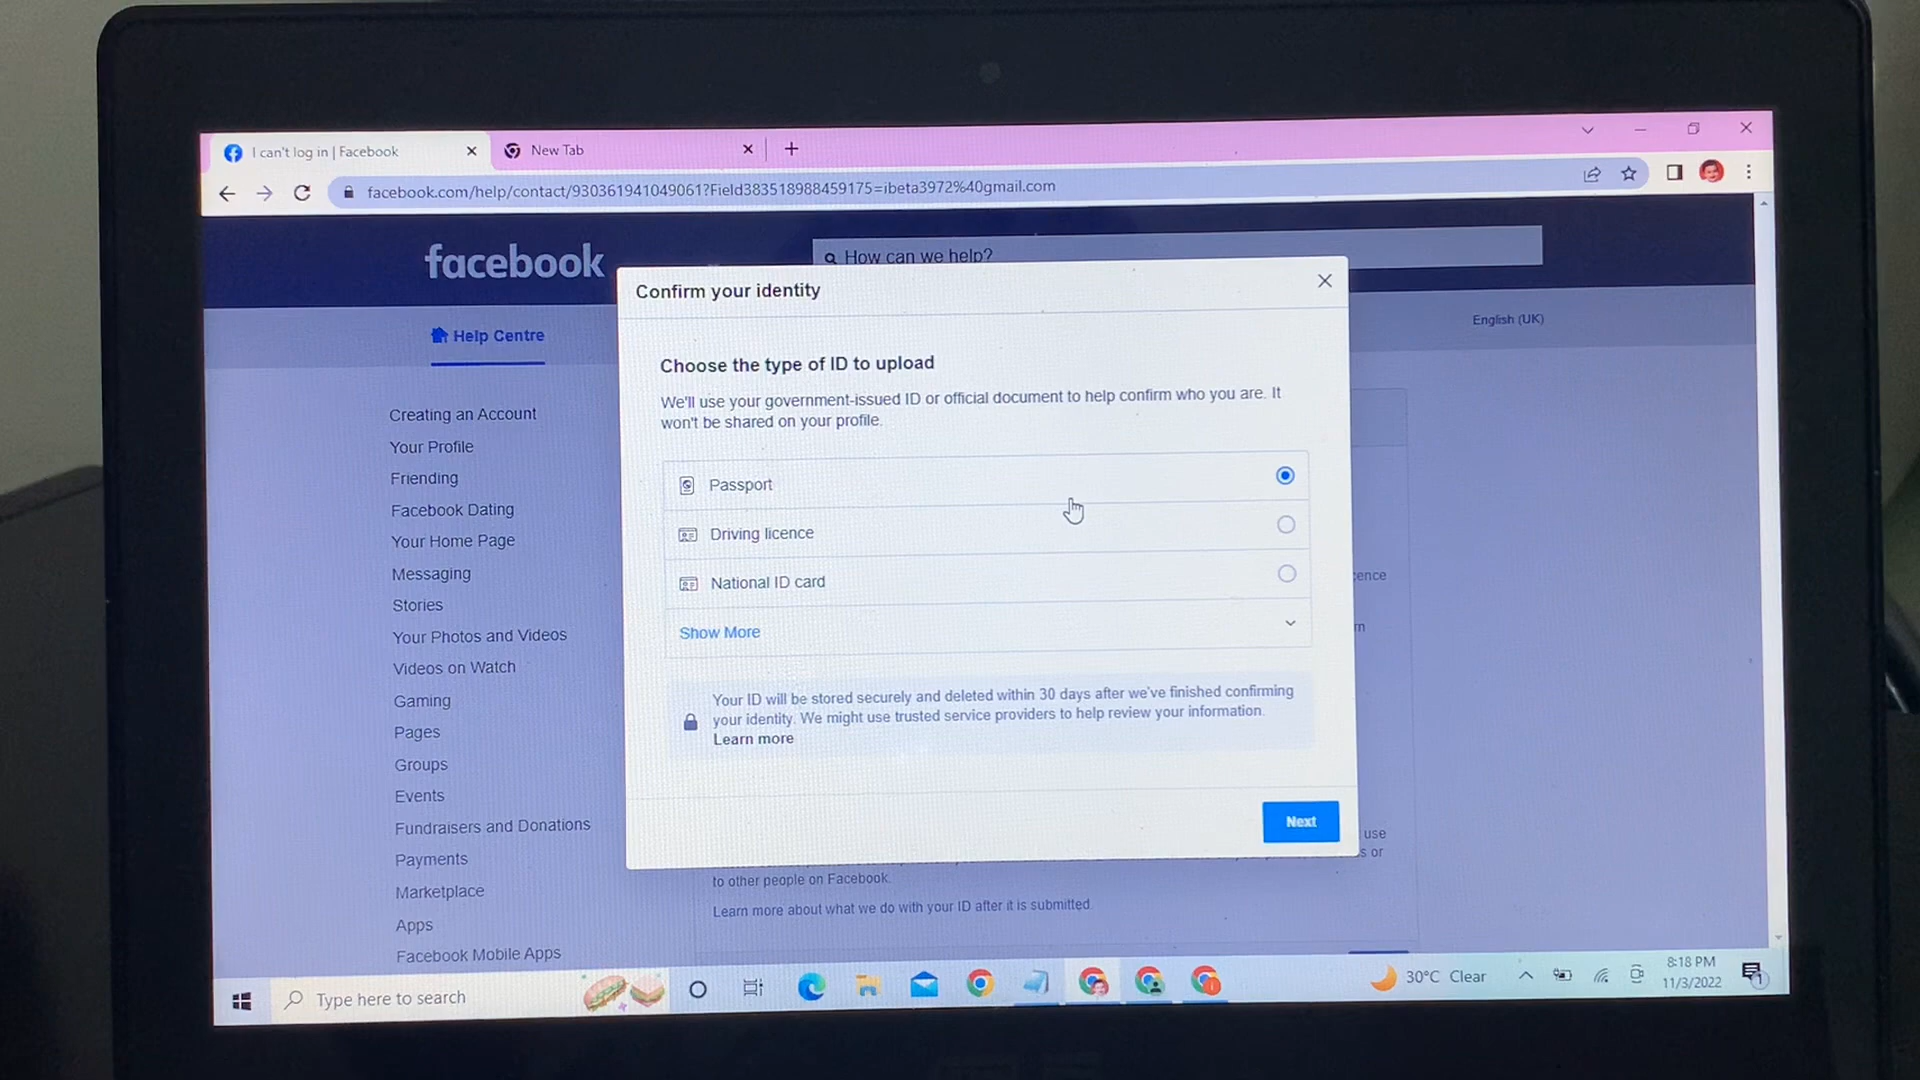 I can't log in | Facebook
New Tab
facebook.com/help/contact/930361941049061?Field383518988459175=ibeta3972%40gmail.com
facebook
How can we help?
Help Centre
English (UK)
Creating an Account
Your Profile
Friending
Facebook Dating
Your Home Page
Messaging
Stories
Your Photos and Videos
Videos on Watch
Gaming
Pages
Groups
Events
Fundraisers and Donations
Payments
Marketplace
Apps
Facebook Mobile Apps
Confirm your identity
Choose the type of ID to upload
We'll use your government-issued ID or official document to help confirm who you are. It
won't be shared on your profile.
Passport
Driving licence
National ID card
Show More
Your ID will be stored securely and deleted within 30 days after we've finished confirming
your identity. We might use trusted service providers to help review your information.
Learn more
Next
use
or
to other people on Facebook.
Learn more about what we do with your ID after it is submitted
Type here to search
30°C Clear
8:18 PM
11/3/2022
1